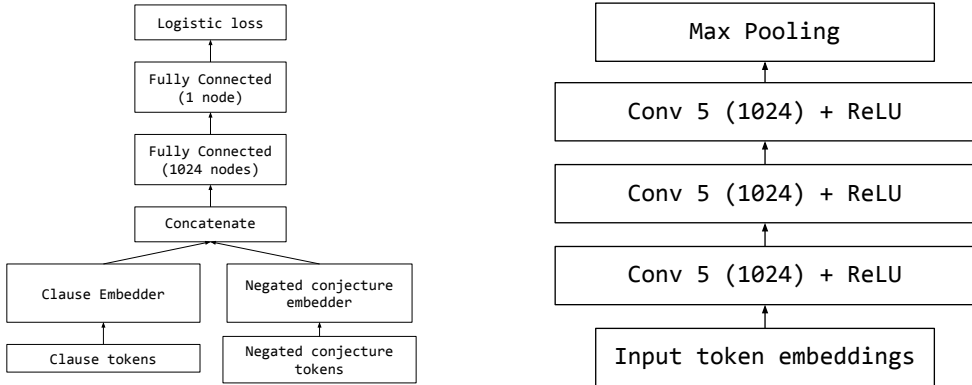 Logistic loss
Fully Connected
(1 node)
Fully Connected
(1024 nodes)
Concatenate
Clause Embedder
Negated conjecture
embedder
Clause tokens
Negated conjecture
tokens
Max Pooling
Conv 5 (1024) + ReLU
Conv 5 (1024) + ReLU
Conv 5 (1024) + ReLU
Input token embeddings